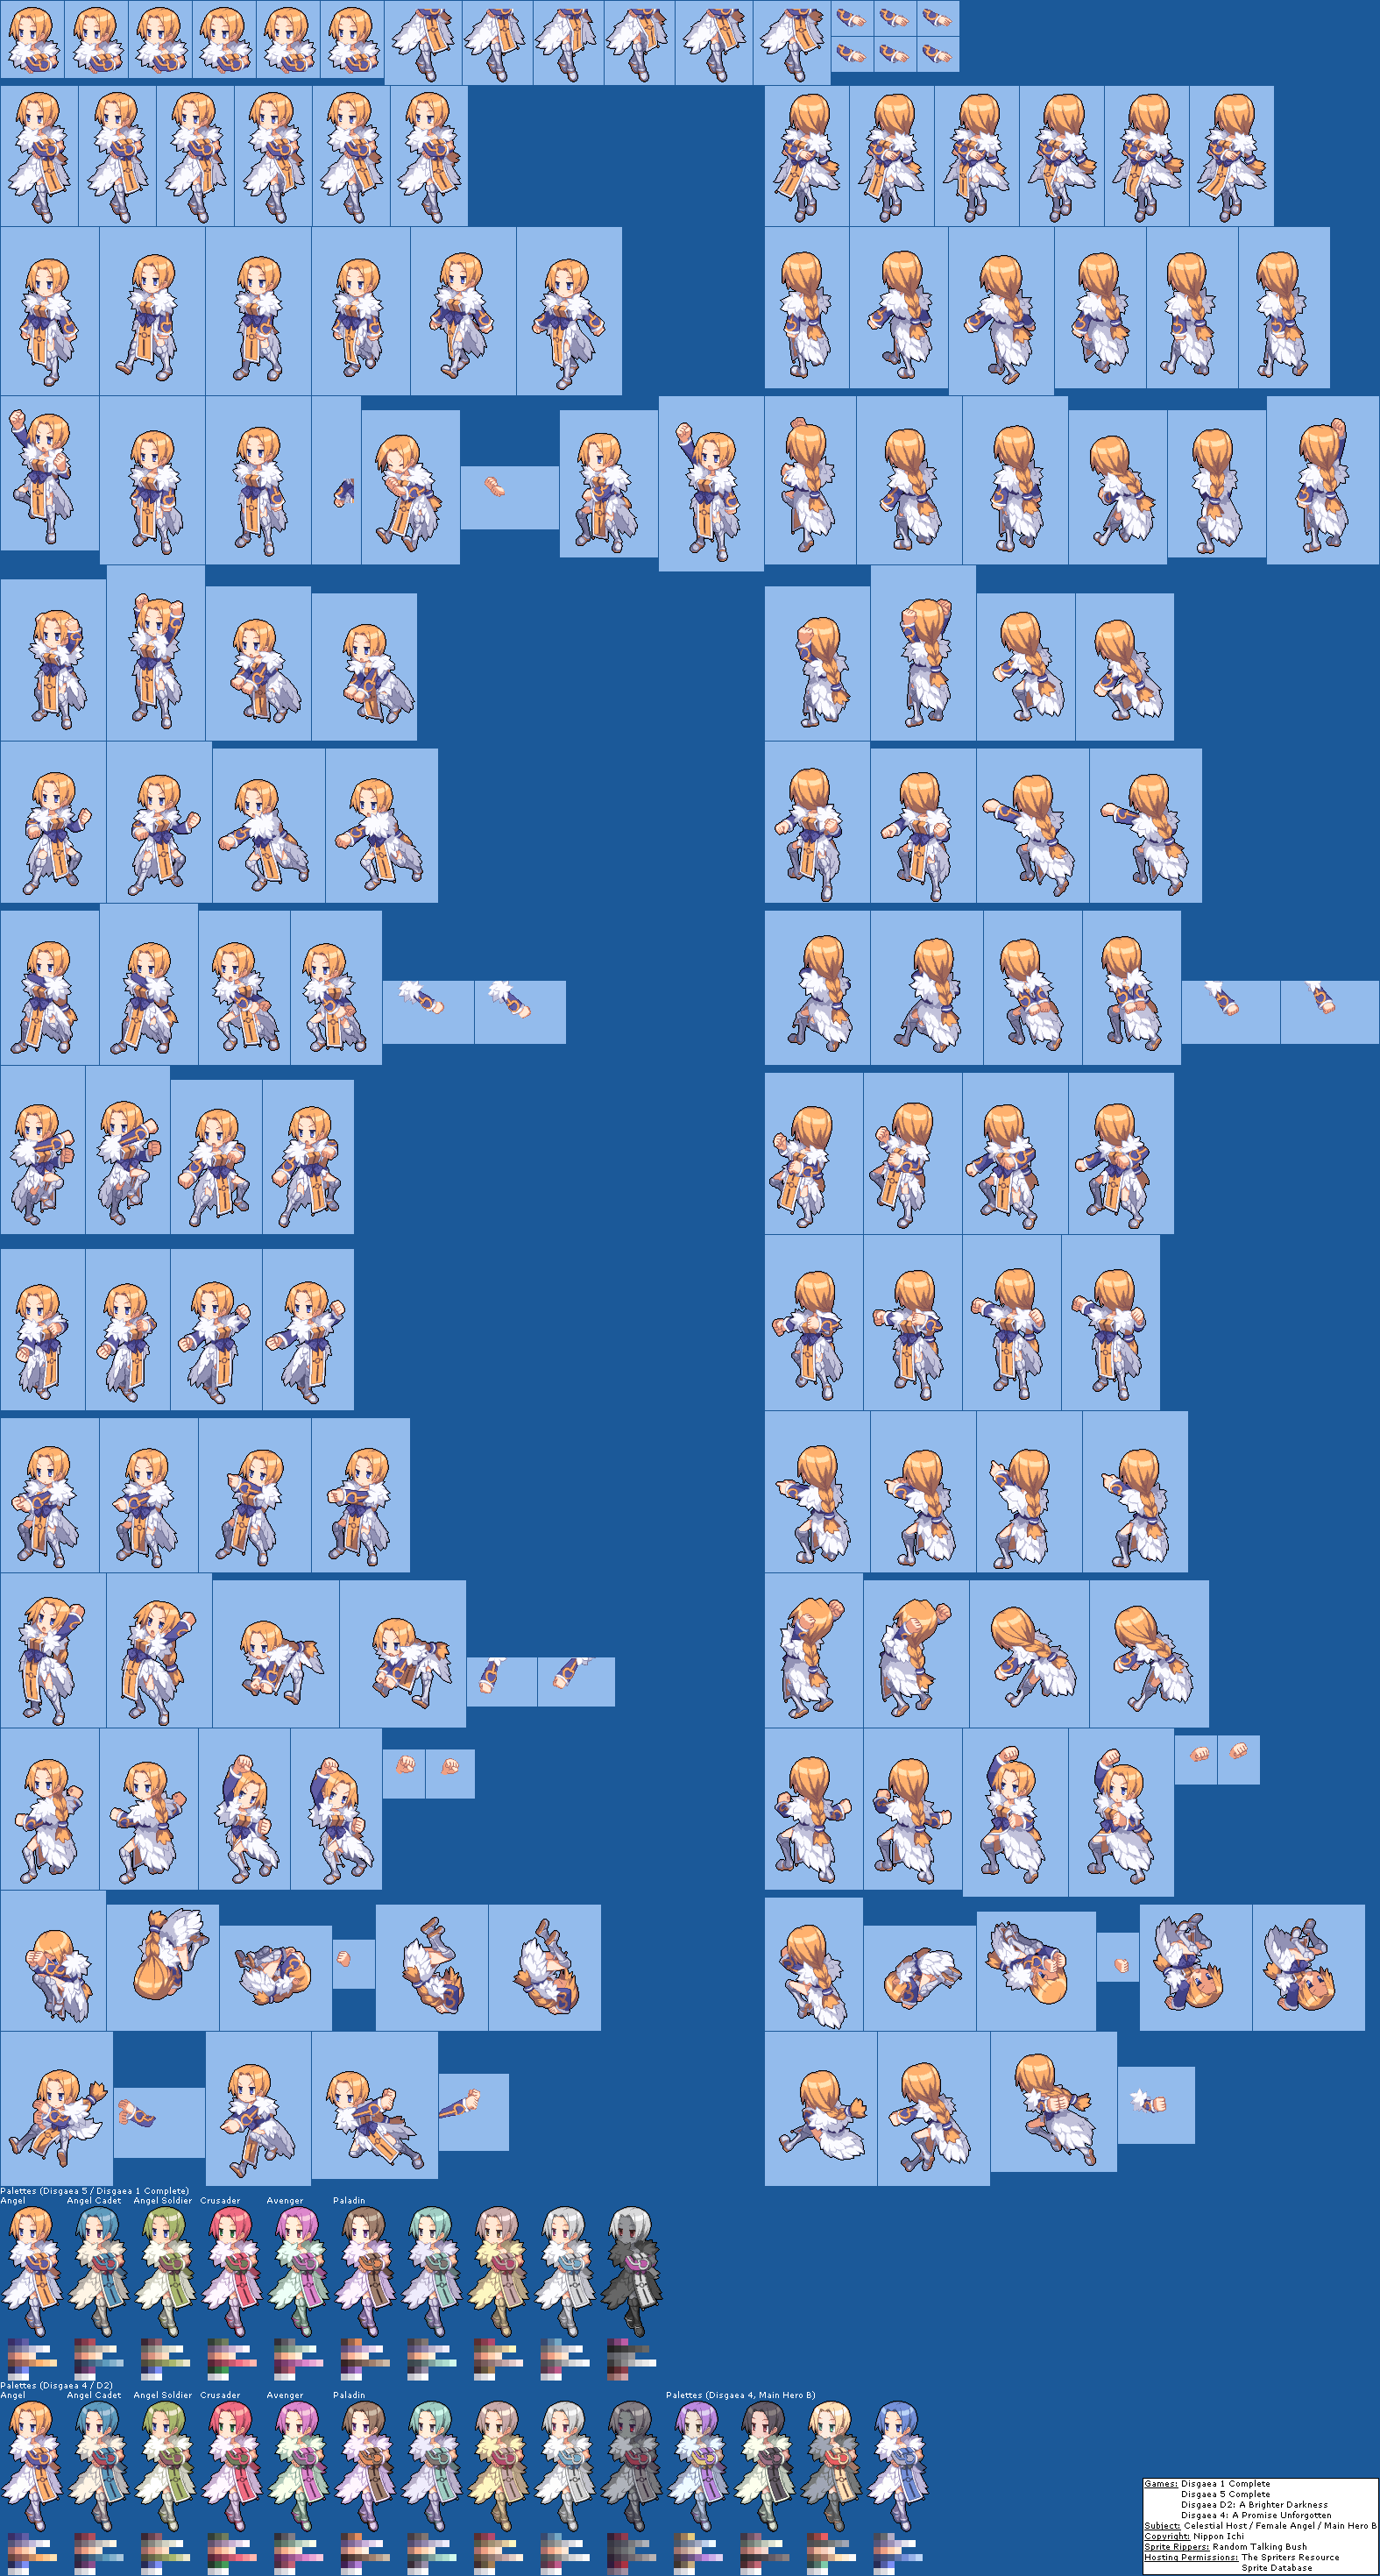 Palettes (Disgaea 5 / Disgaea 1 Complete)
Angel Angel Cadet Angel Soldier Crusader Avenger Paladin
Palettes (Disgaea 4 / D2)
Angel Angel Cadet Angel Soldier Crusader Avenger Paladin Palettes (Disgaea 4, Main Hero B)
Games: Disgaea 1 Complete
Disgaea 5 Complete
Disgaea D2: A Brighter Darkness
Disgaea 4: A Promise Unforgotten
Subject: Celestial Host / Female Angel / Main Hero B
Copyright: Nippon Ichi
Sprite Rippers: Random Talking Bush
Hosting Permissions: The Spriters Resource
Sprite Database